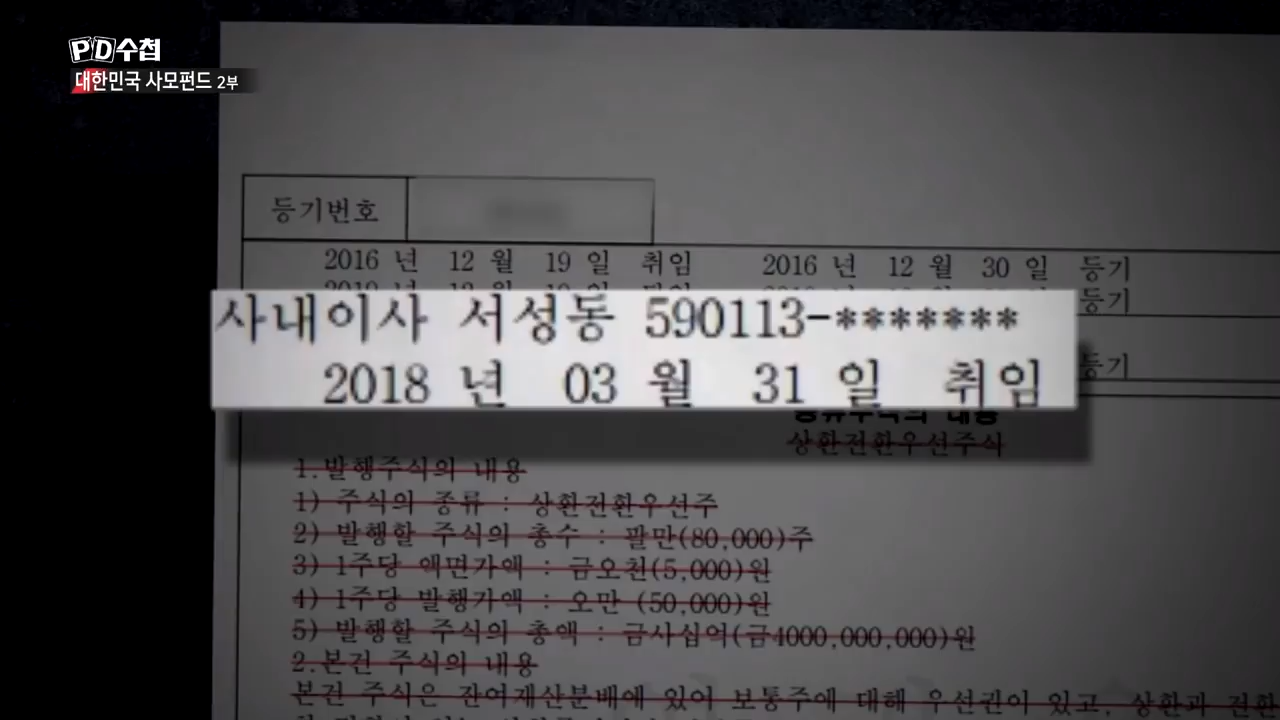 PD수첩
대한민국 사모펀드 2부
등기번호
2016 년 12 월 19 일 취임 2016 년 12 월 30 일 등기
등기
사내이사 서성동 590113-*******
2018 년 03 월 31 일 취임
등기
상환전환우선주식
1.발행주식의 내용
1) 주식의 종류 : 상환전환우선주
2) 발행할 주식의 총수 : 팔만(80,000)주
3) 1주당 액면가액 : 금오천(5,000)원
4) 1주당 발행가액 : 오만 (50,000)원
5) 발행할 주식의 총액 : 금사십억(금4000,000,000)원
2.본건 주식의 내용
본건 주식은 잔여재산분배에 있어 보통주에 대해 우선권이 있고, 상환과 전환